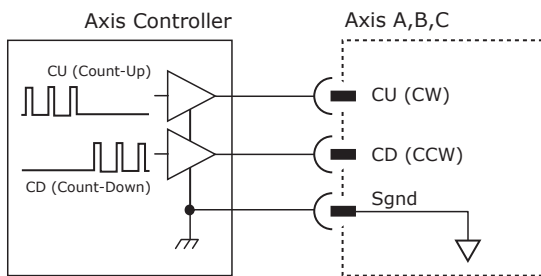 Axis Controller
Axis A,B,C
CU (Count-Up)
CU (CW)
CD (CCW)
CD (Count-Down)
Sgnd